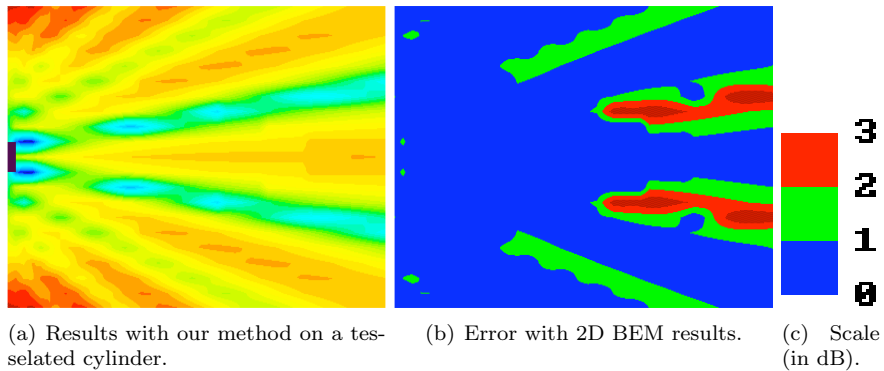 3
2
1
0
(a) Results with our method on a tes-
selated cylinder.
(b) Error with 2D BEM results.
(c) Scale
(in dB).